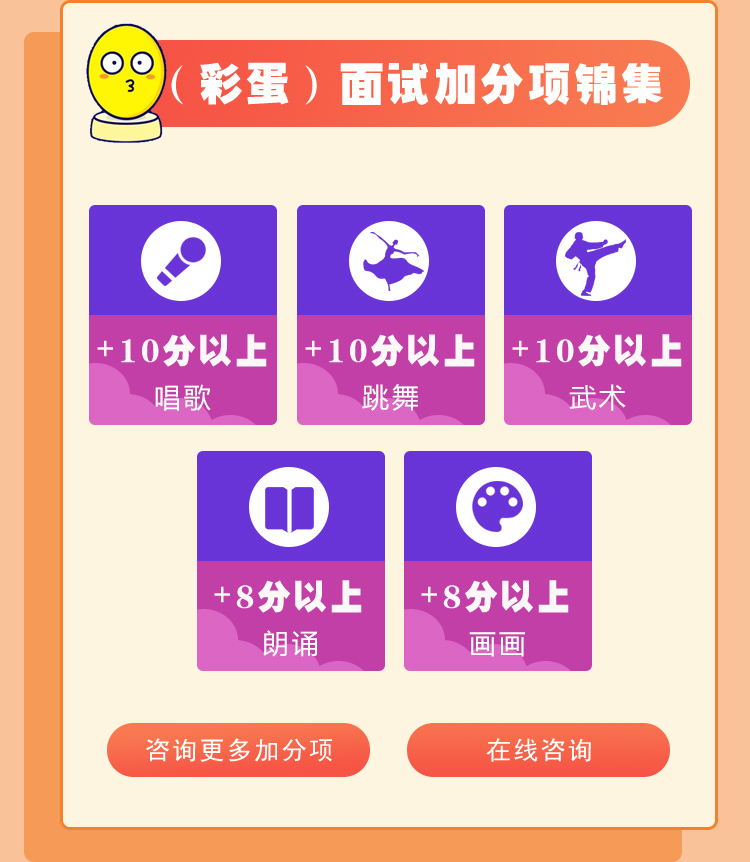 （彩蛋）面试加分项锦集
+10分以上
唱歌
+10分以上
跳舞
+10分以上
武术
+8分以上
朗诵
+8分以上
画画
咨询更多加分项
在线咨询